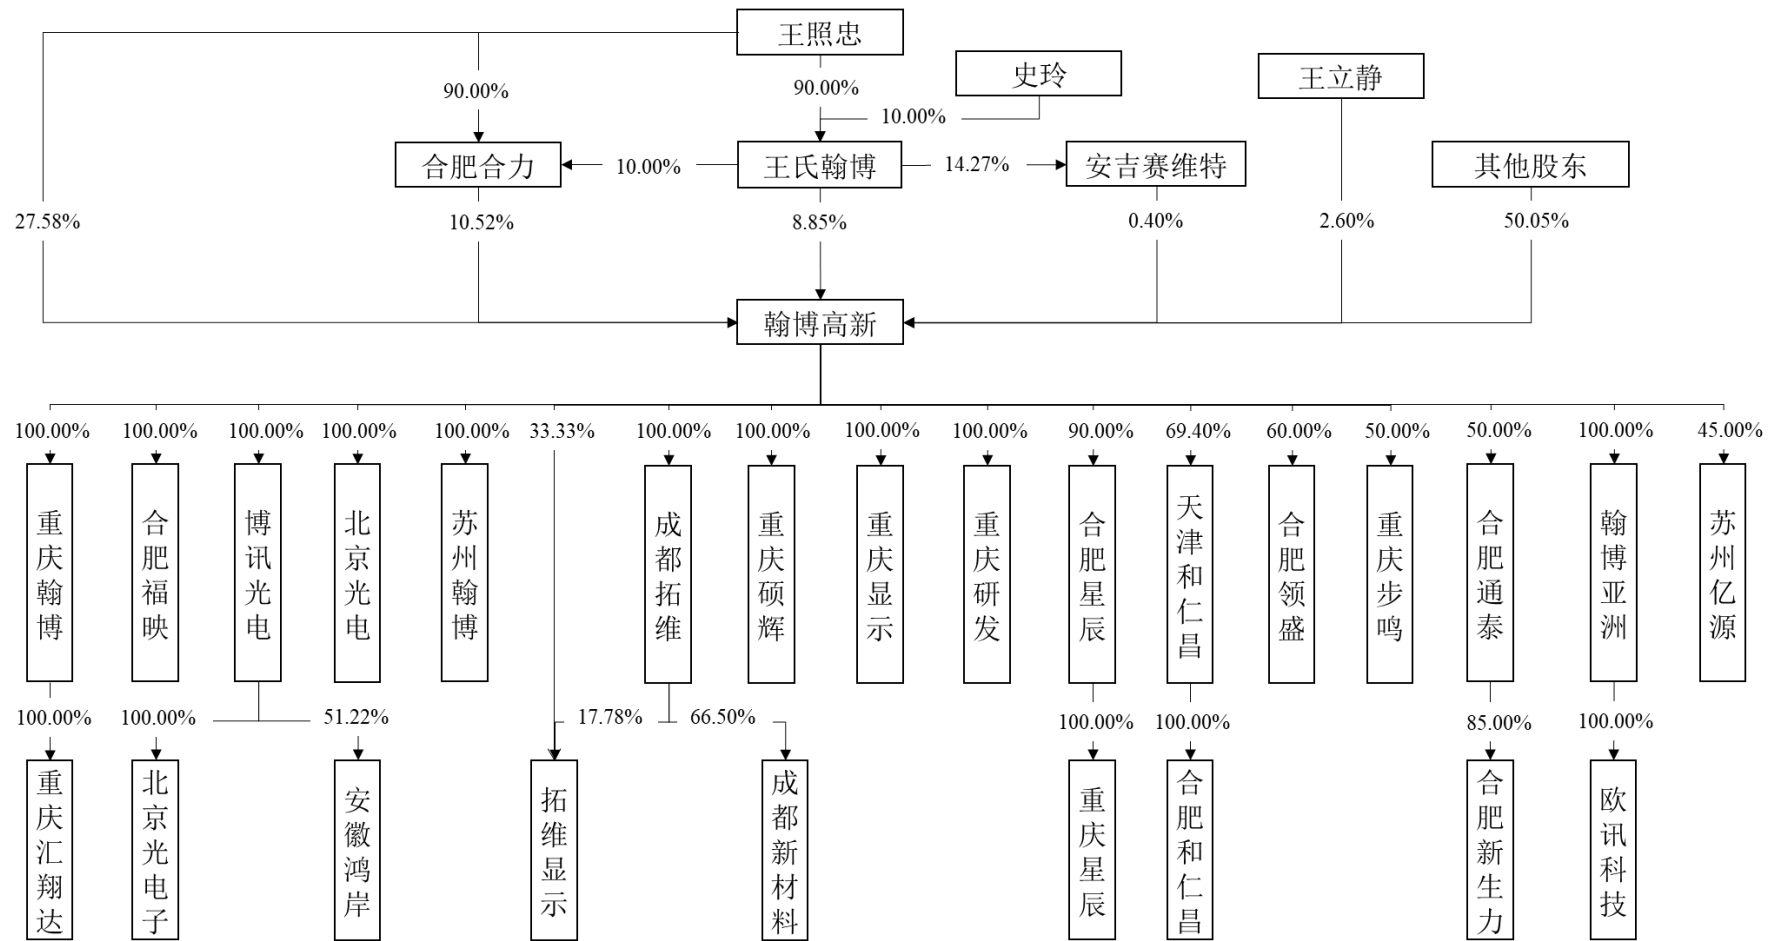 王照忠
史玲
王立静
90.00%
90.00%
10.00%
合肥合力
10.00%
王氏翰博
14.27%
安吉赛维特
其他股东
27.58%
10.52%
8.85%
0.40%
2.60%
50.05%
翰博高新
100.00%
100.00%
100.00%
100.00%
100.00%
33.33%
100.00%
100.00%
100.00%
100.00%
90.00%
69.40%
60.00%
50.00%
50.00%
100.00%
45.00%
重庆翰博
合肥福映
博讯光电
北京光电
苏州翰博
成都拓维
重庆硕辉
重庆显示
重庆研发
合肥星辰
天津和仁昌
合肥领盛
重庆步鸣
合肥通泰
翰博亚洲
苏州亿源
100.00%
100.00%
51.22%
17.78%
66.50%
100.00%
100.00%
85.00%
100.00%
重庆汇翔达
北京光电子
安徽鸿岸
拓维显示
成都新材料
重庆星辰
合肥和仁昌
合肥新生力
欧讯科技